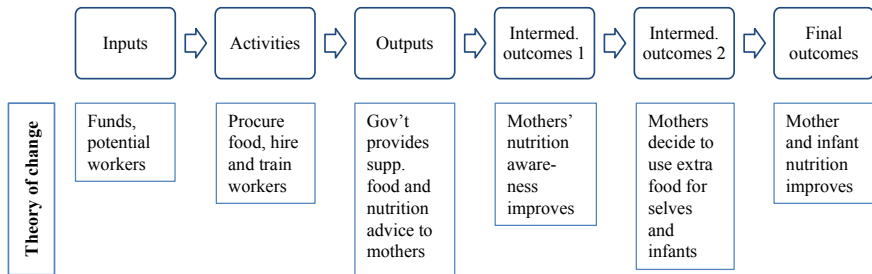 Inputs
Activities
Outputs
Intermed.
outcomes 1
Intermed.
outcomes 2
Final
outcomes
Theory of change
Funds,
potential
workers
Procure
food, hire
and train
workers
Gov't
provides
supp.
food and
nutrition
advice to
mothers
Mothers'
nutrition
aware-
ness
improves
Mothers
decide to
use extra
food for
selves
and
infants
Mother
and infant
nutrition
improves